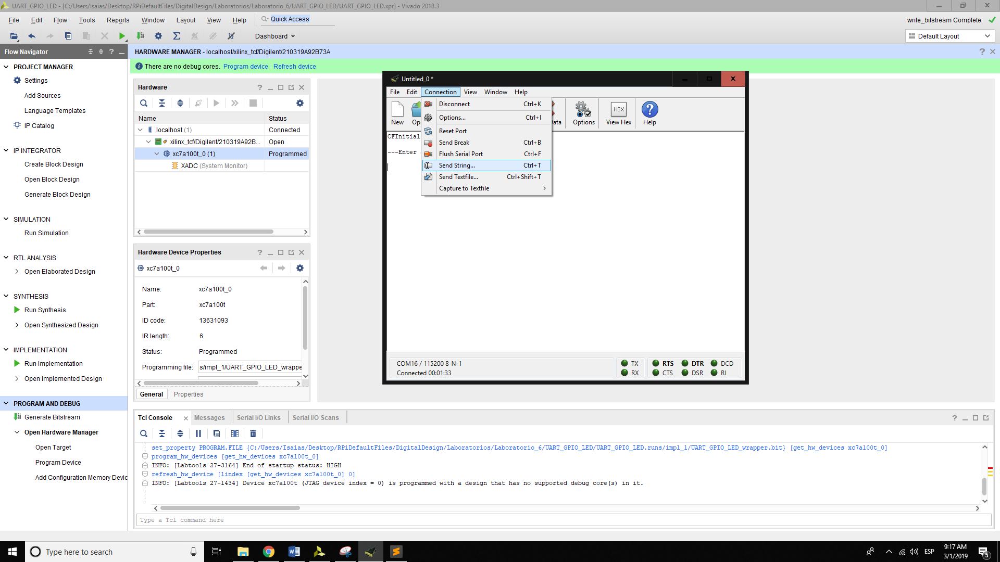 UART_GPIO_LED - [C:/Users/Isaias/Desktop/RPiDefaultFiles/DigitalDesign/Laboratorios/Laboratorio_6/UART_GPIO_LED/UART_GPIO_LED.xpr] - Vivado 2018.3
File Edit Flow Tools Reports Window Layout View Help Quick Access
write_bitstream Complete
Dashboard
Default Layout
Flow Navigator
HARDWARE MANAGER - localhost/xilinx_tcf/Digilent/210319A92B73A
There are no debug cores. Program device Refresh device
PROJECT MANAGER
Settings
Add Sources
Language Templates
IP Catalog
IP INTEGRATOR
Create Block Design
Open Block Design
Generate Block Design
SIMULATION
Run Simulation
RTL ANALYSIS
Open Elaborated Design
SYNTHESIS
Run Synthesis
Open Synthesized Design
IMPLEMENTATION
Run Implementation
Open Implemented Design
PROGRAM AND DEBUG
Generate Bitstream
Open Hardware Manager
Open Target
Program Device
Add Configuration Memory Devic
Hardware
Name Status
localhost (1) Connected
xilinx_tcf/Digilent/210319A92B... Open
xc7a100t_0 (1) Programmed
XADC (System Monitor)
Hardware Device Properties
xc7a100t_0
Name: xc7a100t_0
Part: xc7a100t
ID code: 13631093
IR length: 6
Status: Programmed
Programming file: s/impl_1/UART_GPIO_LED_wrappe
General Properties
Untitled_0 *
File Edit Connection View Window Help
New Op ata Options View Hex HEX Help
Disconnect Ctrl+K
Options... Ctrl+I
Reset Port
Send Break Ctrl+B
Flush Serial Port Ctrl+F
Send String... Ctrl+T
Send Textfile... Ctrl+Shift+T
Capture to Textfile
CFInitial
---Enter
COM16 / 115200 8-N-1
Connected 00:01:33
TX RTS DTR DCD
RX CTS DSR RI
Tcl Console Messages Serial I/O Links Serial I/O Scans
set_property PROGRAM.FILE {C:/Users/Isaias/Desktop/RPiDefaultFiles/DigitalDesign/Laboratorios/Laboratorio_6/UART_GPIO_LED/UART_GPIO_LED.runs/impl_1/UART_GPIO_LED_wrapper.bit} [get_hw_devices xc7a100t_0]
program_hw_devices [get_hw_devices xc7a100t_0]
INFO: [Labtools 27-3164] End of startup status: HIGH
refresh_hw_device [lindex [get_hw_devices xc7a100t_0] 0]
INFO: [Labtools 27-1434] Device xc7a100t (JTAG device index = 0) is programmed with a design that has no supported debug core(s) in it.
Type a Tcl command here
Type here to search
ESP
9:17 AM
3/1/2019
5